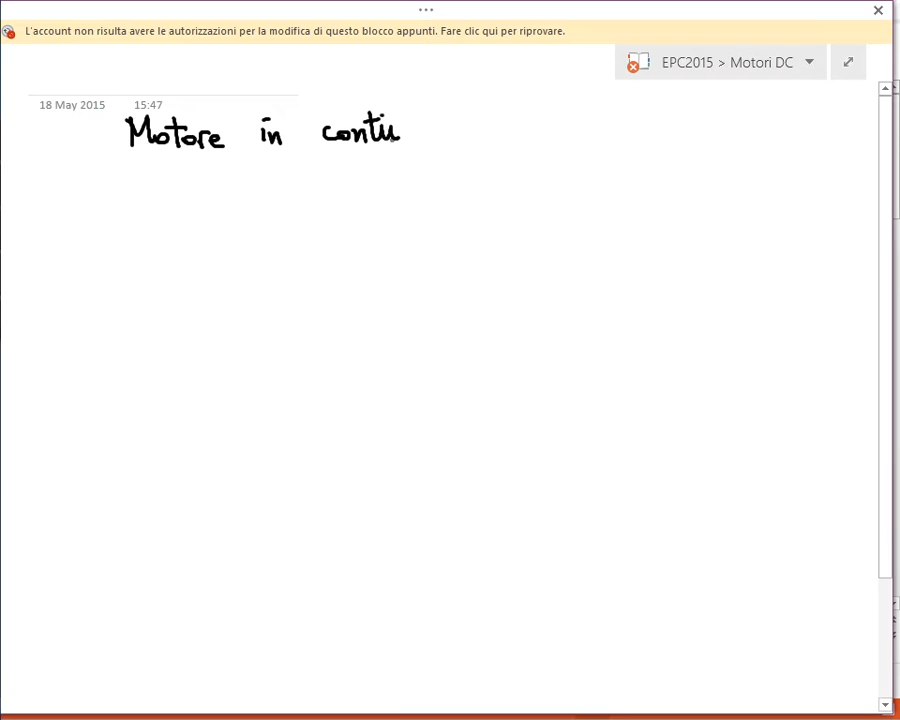 L'account non risulta avere le autorizzazioni per la modifica di questo blocco appunti. Fare clic qui per riprovare.
EPC2015 > Motori DC
18 May 2015 15:47
Motore in contin